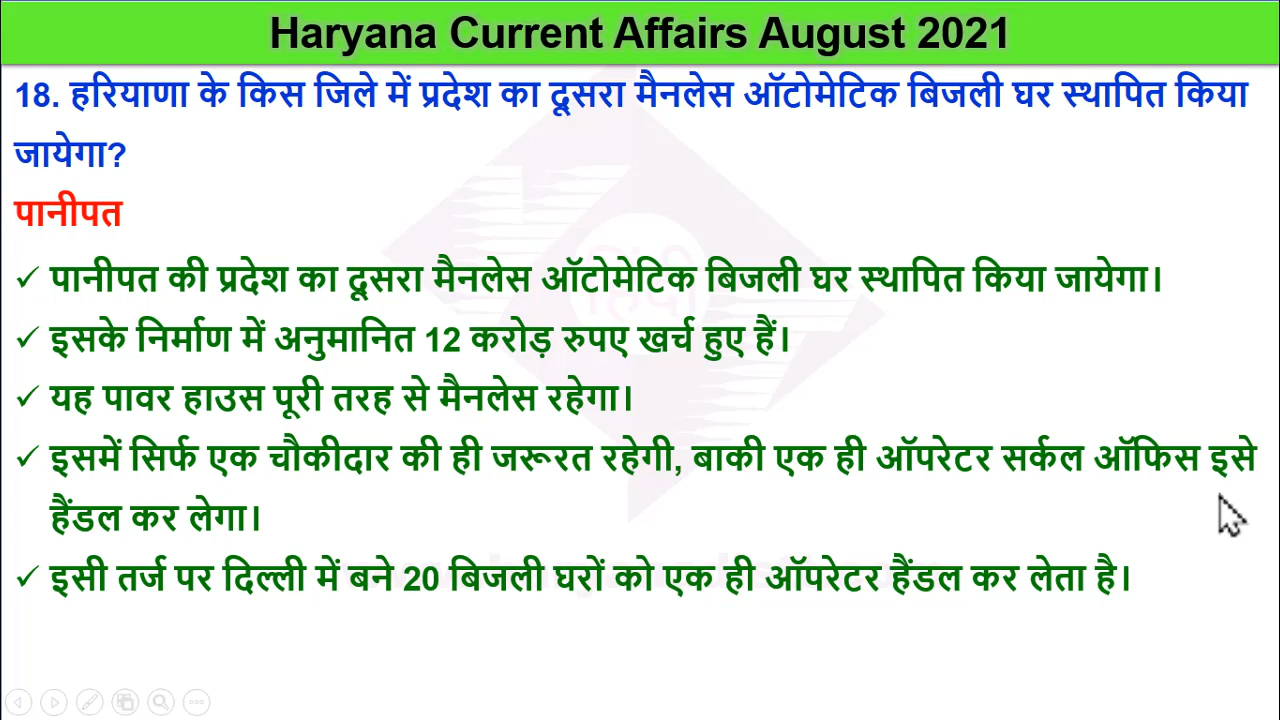 Haryana Current Affairs August 2021
18. हरियाणा के किस जिले में प्रदेश का दूसरा मैनलेस ऑटोमेटिक बिजली घर स्थापित किया
जायेगा?
पानीपत
✓ पानीपत की प्रदेश का दूसरा मैनलेस ऑटोमेटिक बिजली घर स्थापित किया जायेगा।
✓ इसके निर्माण में अनुमानित 12 करोड़ रुपए खर्च हुए हैं।
✓ यह पावर हाउस पूरी तरह से मैनलेस रहेगा।
✓ इसमें सिर्फ एक चौकीदार की ही जरूरत रहेगी, बाकी एक ही ऑपरेटर सर्कल ऑफिस इसे
हैंडल कर लेगा।
✓ इसी तर्ज पर दिल्ली में बने 20 बिजली घरों को एक ही ऑपरेटर हैंडल कर लेता है।
हिंदी